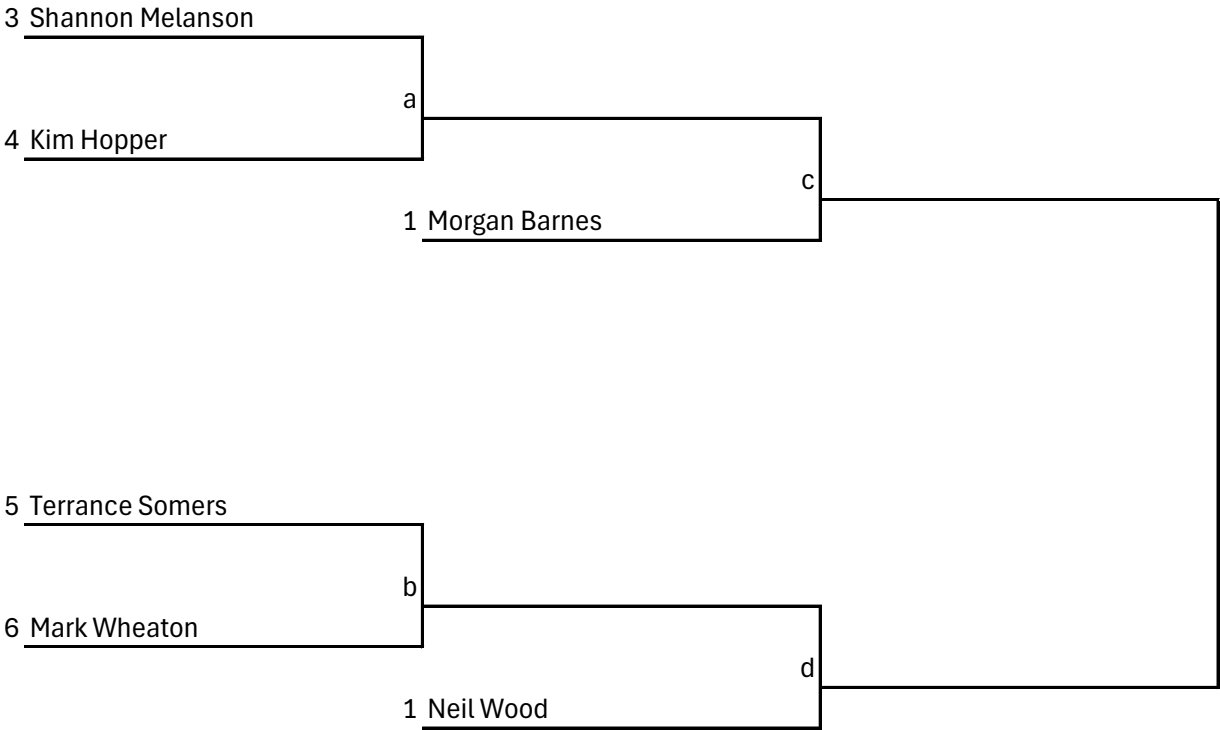 3 Shannon Melanson
a
4 Kim Hopper
c
1 Morgan Barnes
5 Terrance Somers
b
6 Mark Wheaton
d
1 Neil Wood